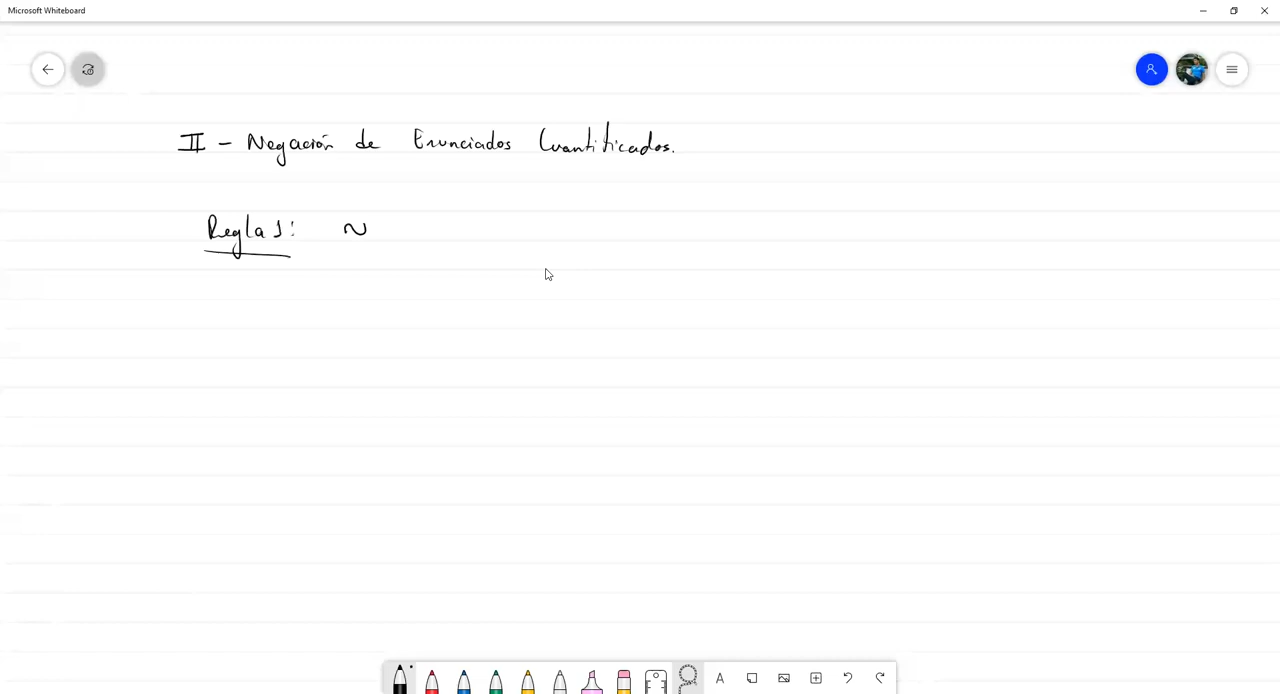 Microsoft Whiteboard
II - Negación de Enunciados Cuantificados.
Reglas: ~
A